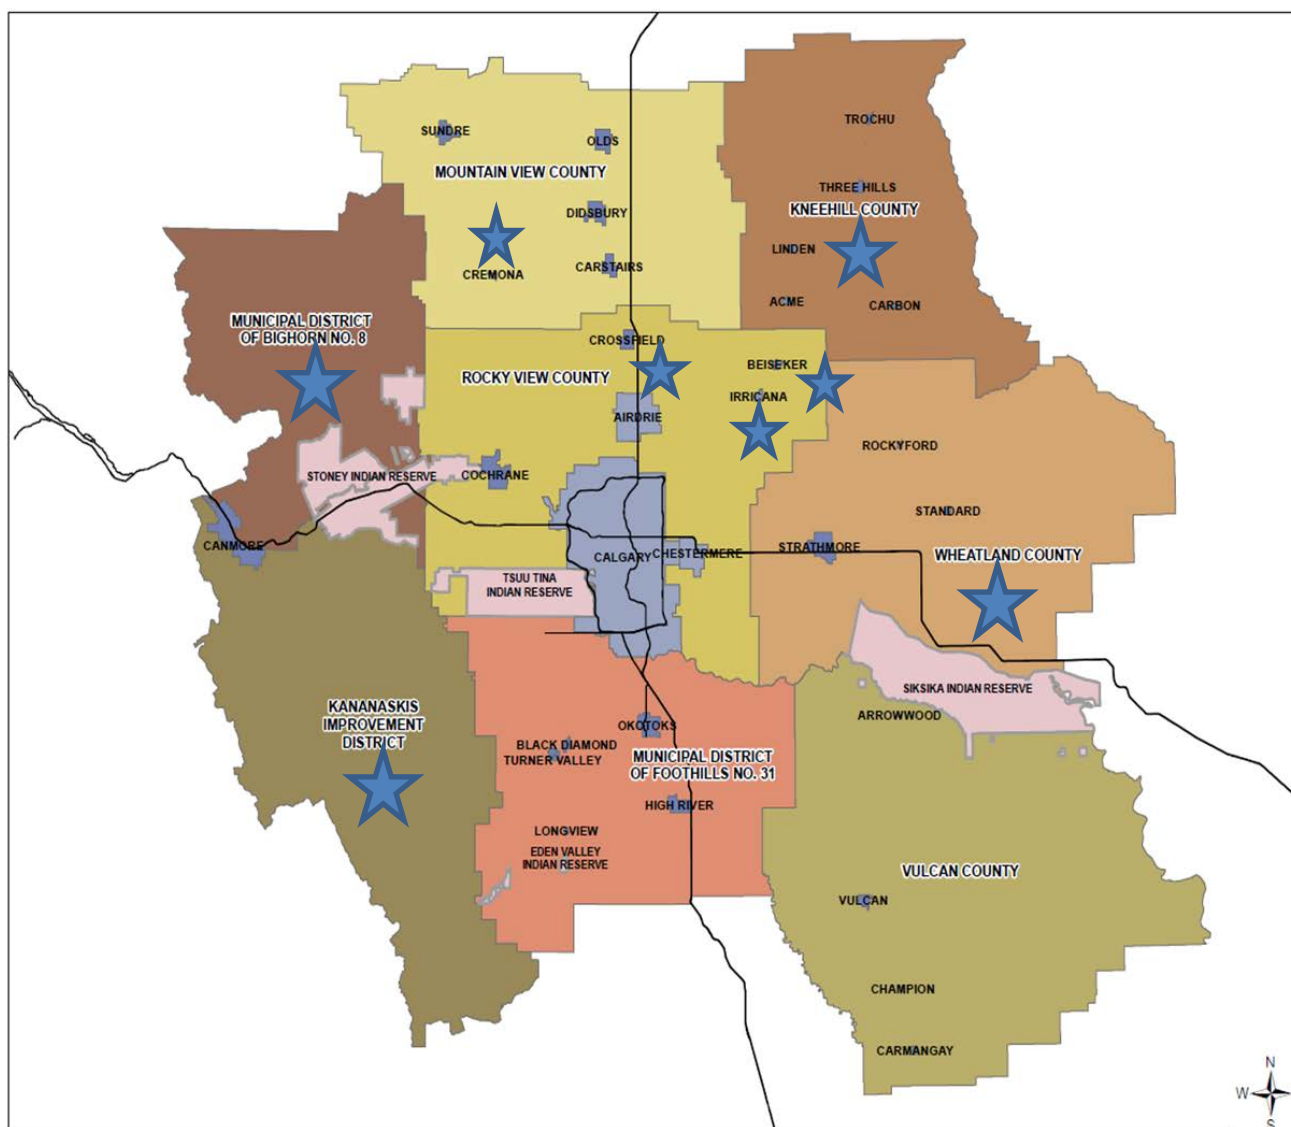 TROCHU
SUNDRE
OLDS
MOUNTAIN VIEW COUNTY
THREE HILLS
KNEEHILL COUNTY
DIDSBURY
LINDEN
CREMONA
CARSTAIRS
ACME
CARBON
MUNICIPAL DISTRICT
OF BIGHORN NO. 8
CROSSFIELD
BEISEKER
ROCKY VIEW COUNTY
IRRICANA
AIRDRIE
ROCKYFORD
STONEY INDIAN RESERVE
COCHRANE
STANDARD
CANMORE
CALGARY
CHESTERMERE
STRATHMORE
WHEATLAND COUNTY
TSUU TINA
INDIAN RESERVE
SIKSIKA INDIAN RESERVE
KANANASKIS
IMPROVEMENT
DISTRICT
ARROWWOOD
OKOTOKS
BLACK DIAMOND
TURNER VALLEY
MUNICIPAL DISTRICT
OF FOOTHILLS NO. 31
HIGH RIVER
LONGVIEW
EDEN VALLEY
INDIAN RESERVE
VULCAN COUNTY
VULCAN
CHAMPION
CARMANGAY
N
W
S